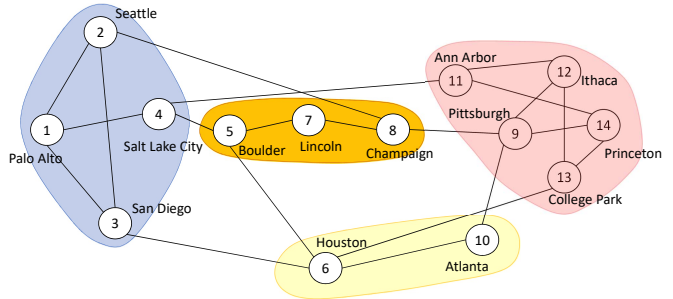 Seattle
2
Ann Arbor
12
11
Ithaca
Palo Alto
1
4
Salt Lake City
5
Boulder
7
Lincoln
8
Champaign
Pittsburgh
9
14
Princeton
13
College Park
San Diego
3
Houston
6
10
Atlanta